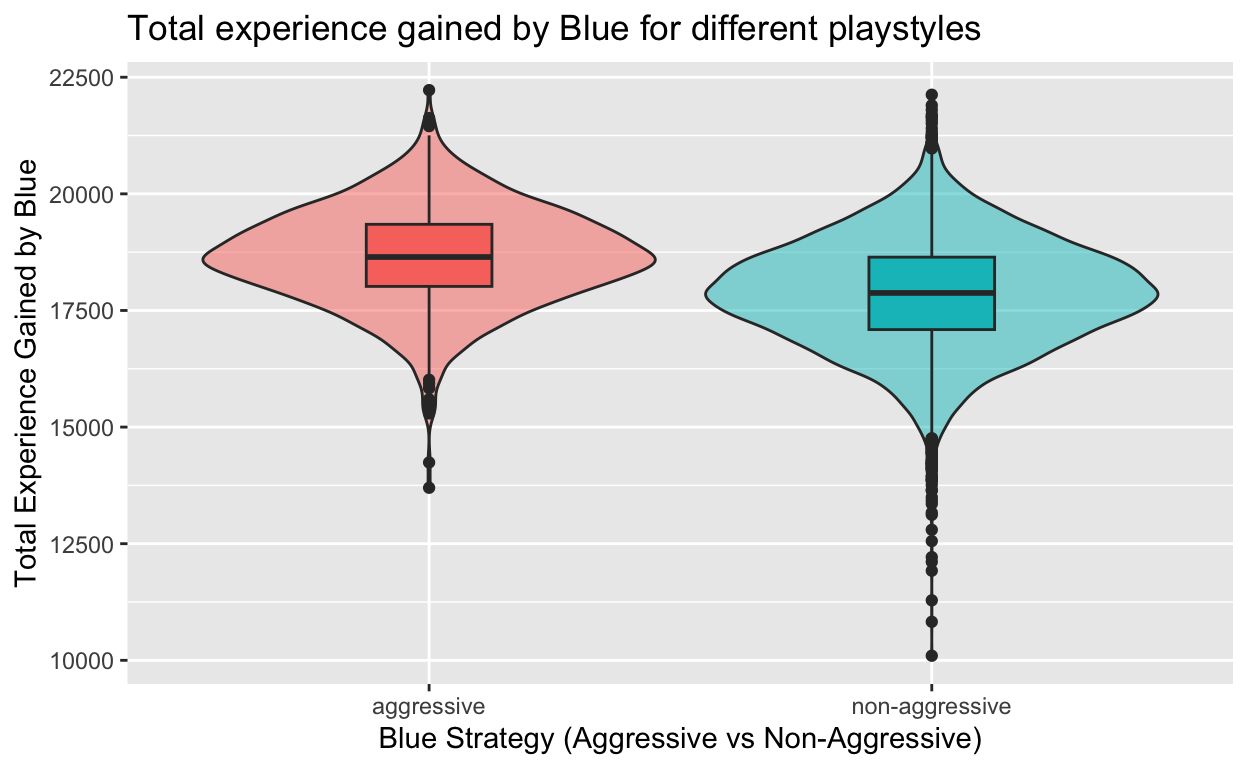 Total experience gained by Blue for different playstyles
Total Experience Gained by Blue
22500
20000
17500
15000
12500
10000
aggressive
non-aggressive
Blue Strategy (Aggressive vs Non-Aggressive)